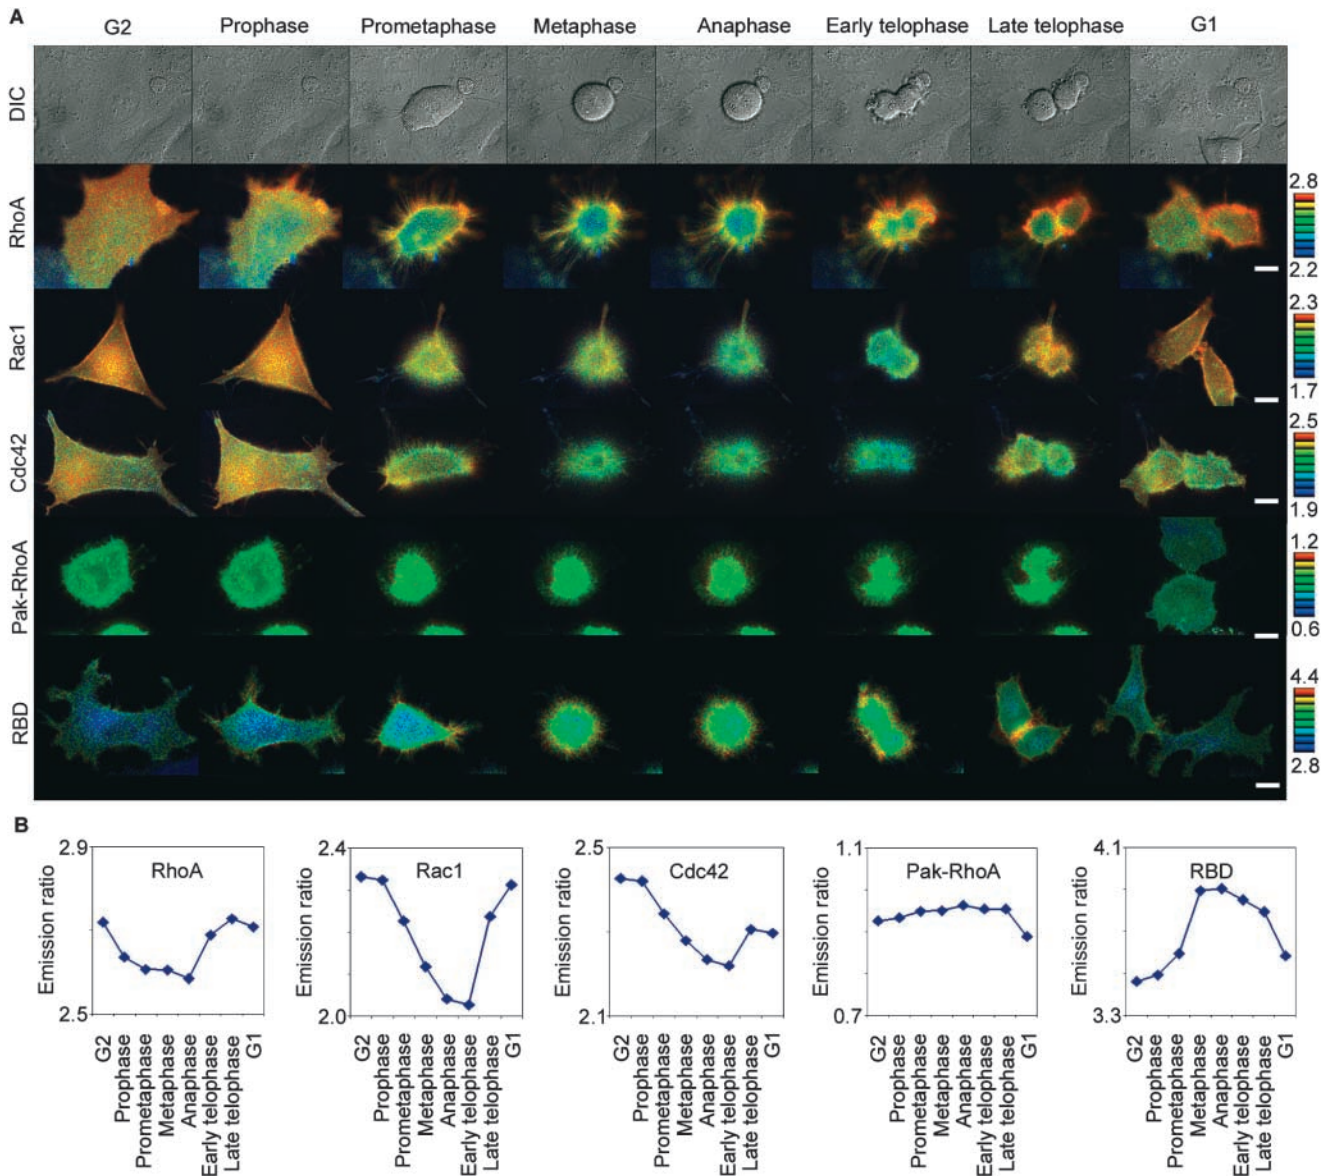 A
G2 Prophase Prometaphase Metaphase Anaphase Early telophase Late telophase G1
DIC
RhoA
2.8
2.2
Rac1
2.3
1.7
Cdc42
2.5
1.9
Pak-RhoA
1.2
0.6
RBD
4.4
2.8
B
Emission ratio
2.9
2.5
RhoA
G2
Prophase
Prometaphase
Metaphase
Anaphase
Early telophase
Late telophase
G1
Emission ratio
2.4
2.2
2.0
Rac1
G2
Prophase
Prometaphase
Metaphase
Anaphase
Early telophase
Late telophase
G1
Emission ratio
2.5
2.1
Cdc42
G2
Prophase
Prometaphase
Metaphase
Anaphase
Early telophase
Late telophase
G1
Emission ratio
1.1
0.7
Pak-RhoA
G2
Prophase
Prometaphase
Metaphase
Anaphase
Early telophase
Late telophase
G1
Emission ratio
4.1
3.3
RBD
G2
Prophase
Prometaphase
Metaphase
Anaphase
Early telophase
Late telophase
G1